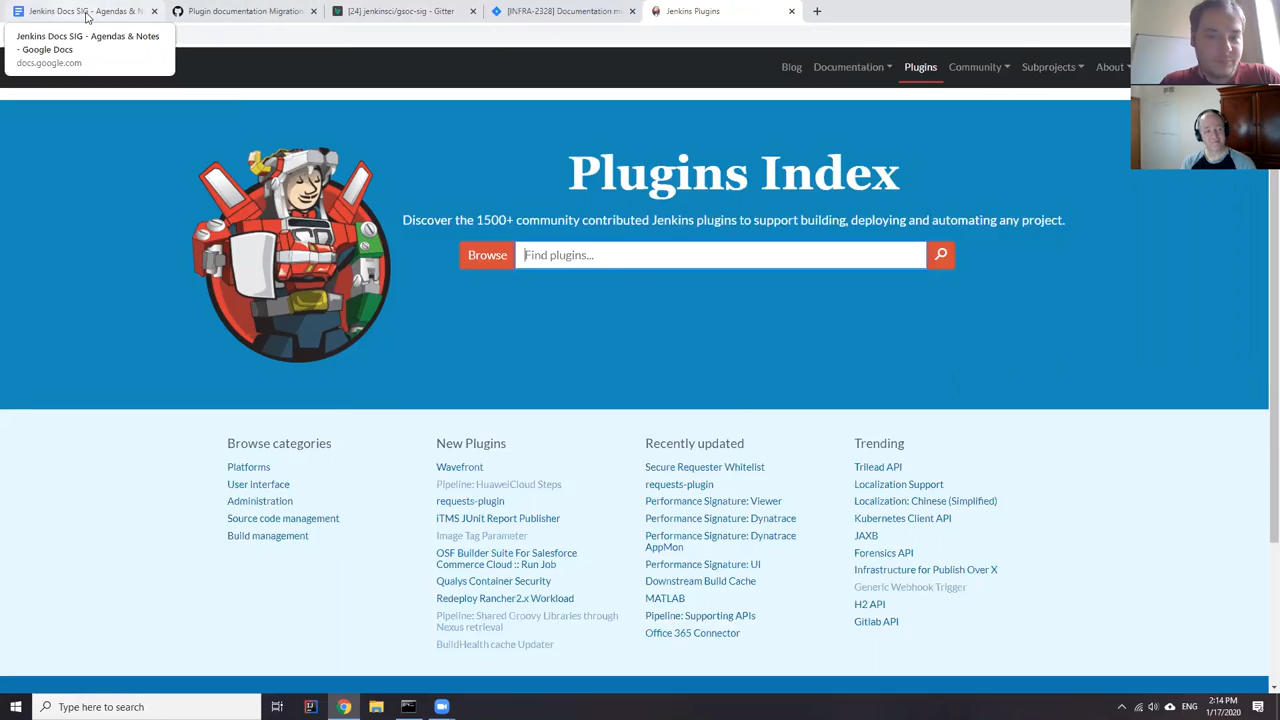 Jenkins Docs SIG - Agendas & N
Plugin documentation Migration
[24] jenkinsci/gsoc-sig - Gitter
[INFRA-2328] Documentation m
Jenkins Plugins
Jenkins Docs SIG - Agendas & Notes
- Google Docs
docs.google.com
Blog
Documentation
Plugins
Community
Subprojects
About
Plugins Index
Discover the 1500+ community contributed Jenkins plugins to support building, deploying and automating any project.
Browse
Find plugins...
Browse categories
Platforms
User interface
Administration
Source code management
Build management
New Plugins
Wavefront
Pipeline: HuaweiCloud Steps
requests-plugin
iTMS JUnit Report Publisher
Image Tag Parameter
OSF Builder Suite For Salesforce
Commerce Cloud :: Run Job
Qualys Container Security
Redeploy Rancher2.x Workload
Pipeline: Shared Groovy Libraries through
Nexus retrieval
BuildHealth cache Updater
Recently updated
Secure Requester Whitelist
requests-plugin
Performance Signature: Viewer
Performance Signature: Dynatrace
Performance Signature: Dynatrace
AppMon
Performance Signature: UI
Downstream Build Cache
MATLAB
Pipeline: Supporting APIs
Office 365 Connector
Trending
Trilead API
Localization Support
Localization: Chinese (Simplified)
Kubernetes Client API
JAXB
Forensics API
Infrastructure for Publish Over X
Generic Webhook Trigger
H2 API
Gitlab API
Type here to search
ENG
2:14 PM
1/17/2020